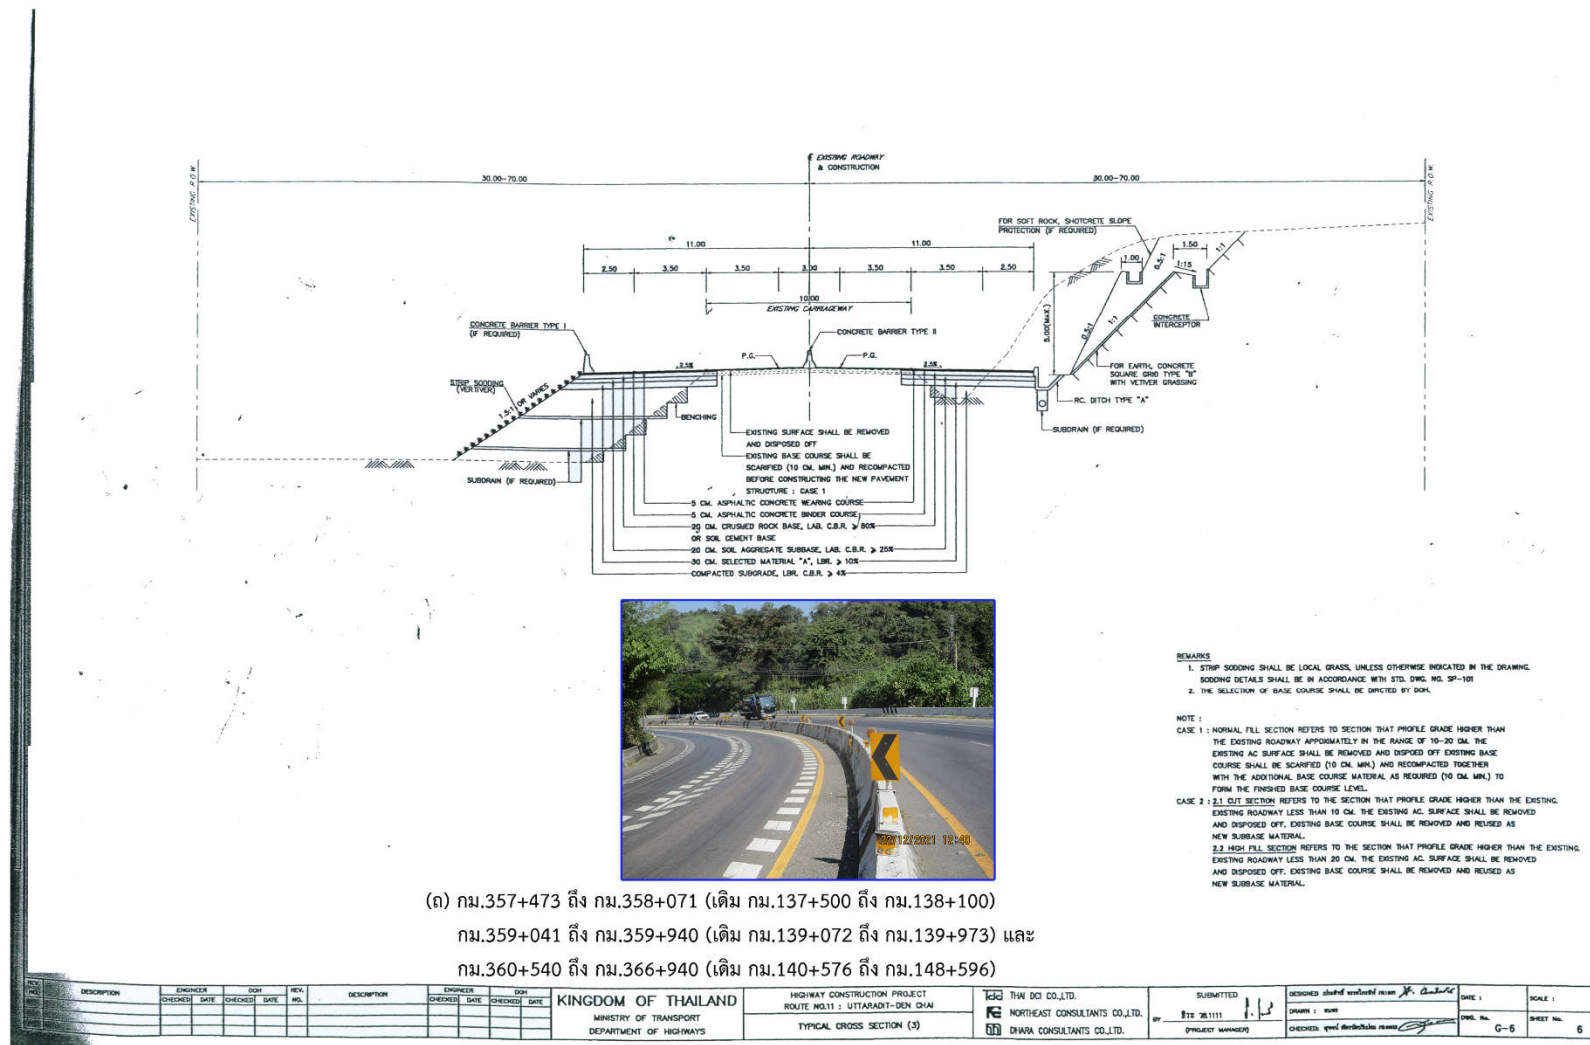 EXISTING ROADWAY
& CONSTRUCTION
30.00-70.00
30.00-70.00
EXISTING R.O.W.
EXISTING R.O.W.
FOR SOFT ROCK, SHOTCRETE SLOPE
PROTECTION (IF REQUIRED)
11.00
11.00
2.50
3.50
3.50
3.00
3.50
3.50
2.50
10.00
EXISTING CARRIAGEWAY
1.00
0.5:1
1.50
1:15
1:1
5.00(MAX.)
0.5:1
1:1
CONCRETE
INTERCEPTOR
CONCRETE BARRIER TYPE I
(IF REQUIRED)
CONCRETE BARRIER TYPE II
P.G.
P.G.
2.5%
2.5%
STRIP SODDING
(VERTIVER)
1.5:1 OR VARIES
BENCHING
FOR EARTH, CONCRETE
SQUARE GRID TYPE "B"
WITH VETIVER GRASSING
RC. DITCH TYPE "A"
SUBDRAIN (IF REQUIRED)
SUBDRAIN (IF REQUIRED)
EXISTING SURFACE SHALL BE REMOVED
AND DISPOSED OFF
EXISTING BASE COURSE SHALL BE
SCARIFIED (10 CM. MIN.) AND RECOMPACTED
BEFORE CONSTRUCTING THE NEW PAVEMENT
STRUCTURE : CASE 1
5 CM. ASPHALTIC CONCRETE WEARING COURSE
5 CM. ASPHALTIC CONCRETE BINDER COURSE
20 CM. CRUSHED ROCK BASE, LAB. C.B.R. ≥ 80%
OR SOIL CEMENT BASE
20 CM. SOIL AGGREGATE SUBBASE, LAB. C.B.R. ≥ 25%
30 CM. SELECTED MATERIAL "A", LBR. ≥ 10%
COMPACTED SUBGRADE, LBR. C.B.R. ≥ 4%
22/12/2021 12:40
REMARKS
1. STRIP SODDING SHALL BE LOCAL GRASS, UNLESS OTHERWISE INDICATED IN THE DRAWING.
SODDING DETAILS SHALL BE IN ACCORDANCE WITH STD. DWG. NO. SP-101
2. THE SELECTION OF BASE COURSE SHALL BE DIRCTED BY DOH.
NOTE :
CASE 1 : NORMAL FILL SECTION REFERS TO SECTION THAT PROFILE GRADE HIGHER THAN
THE EXISTING ROADWAY APPOXIMATELY IN THE RANGE OF 10-20 CM. THE
EXISTING AC SURFACE SHALL BE REMOVED AND DISPOED OFF EXISTING BASE
COURSE SHALL BE SCARIFIED (10 CM. MIN.) AND RECOMPACTED TOGETHER
WITH THE ADDITIONAL BASE COURSE MATERIAL AS REQUIRED (10 CM. MIN.) TO
FORM THE FINISHED BASE COURSE LEVEL.
CASE 2 : 2.1 CUT SECTION REFERS TO THE SECTION THAT PROFILE GRADE HIGHER THAN THE EXISTING.
EXISTING ROADWAY LESS THAN 10 CM. THE EXISTING AC. SURFACE SHALL BE REMOVED
AND DISPOSED OFF. EXISTING BASE COURSE SHALL BE REMOVED AND REUSED AS
NEW SUBBASE MATERIAL.
2.2 HIGH FILL SECTION REFERS TO THE SECTION THAT PROFILE GRADE HIGHER THAN THE EXISTING.
EXISTING ROADWAY LESS THAN 20 CM. THE EXISTING AC. SURFACE SHALL BE REMOVED
AND DISPOSED OFF. EXISTING BASE COURSE SHALL BE REMOVED AND REUSED AS
NEW SUBBASE MATERIAL.
(ถ) กม.357+473 ถึง กม.358+071 (เดิม กม.137+500 ถึง กม.138+100)
กม.359+041 ถึง กม.359+940 (เดิม กม.139+072 ถึง กม.139+973) และ
กม.360+540 ถึง กม.366+940 (เดิม กม.140+576 ถึง กม.148+596)
REV. NO.
DESCRIPTION
ENGINEER
CHECKED DATE
DOH
CHECKED DATE
REV. NO.
DESCRIPTION
ENGINEER
CHECKED DATE
DOH
CHECKED DATE
KINGDOM OF THAILAND
MINISTRY OF TRANSPORT
DEPARTMENT OF HIGHWAYS
HIGHWAY CONSTRUCTION PROJECT
ROUTE NO.11 : UTTARADIT-DEN CHAI
TYPICAL CROSS SECTION (3)
THAI DCI CO.,LTD.
NORTHEAST CONSULTANTS CO.,LTD.
DHARA CONSULTANTS CO.,LTD.
SUBMITTED
BY
(PROJECT MANAGER)
DESIGNED
DRAWN :
CHECKED:
DATE :
SCALE :
DWG. No. G-6
SHEET No. 6